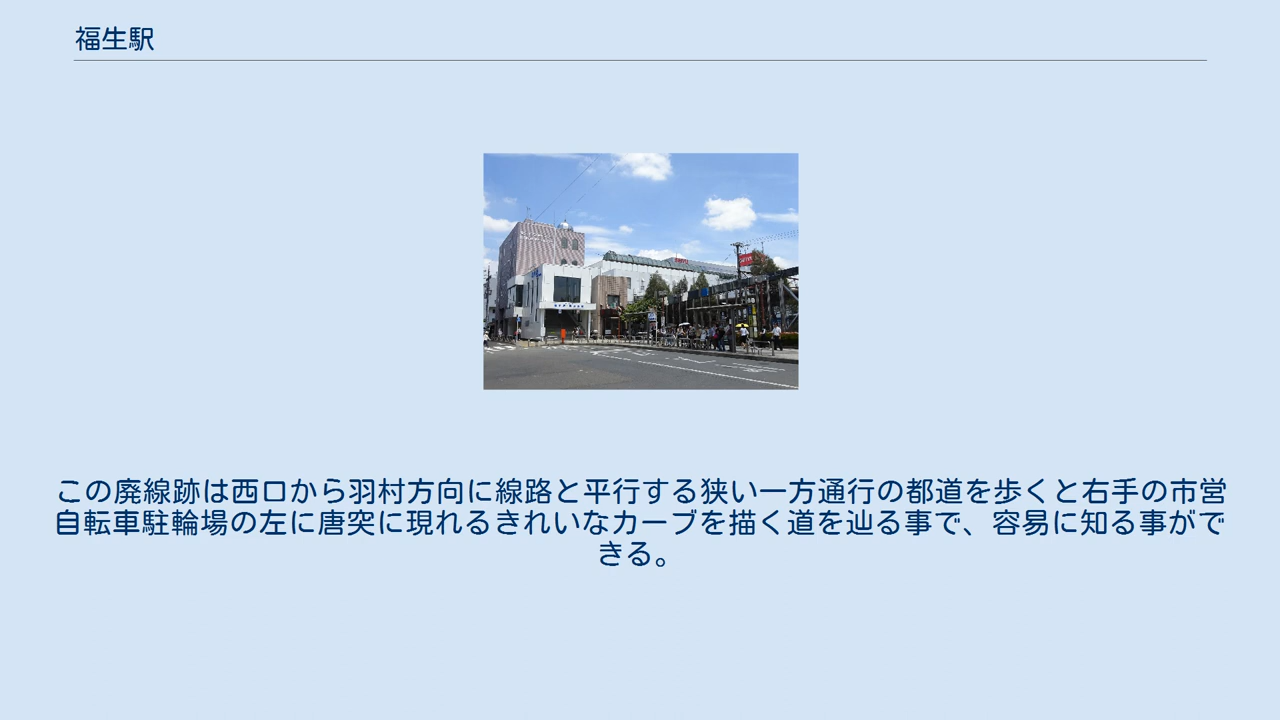 福生駅
この廃線跡は西口から羽村方向に線路と平行する狭い一方通行の都道を歩くと右手の市営
自転車駐輪場の左に唐突に現れるきれいなカーブを描く道を辿る事で、容易に知る事がで
きる。